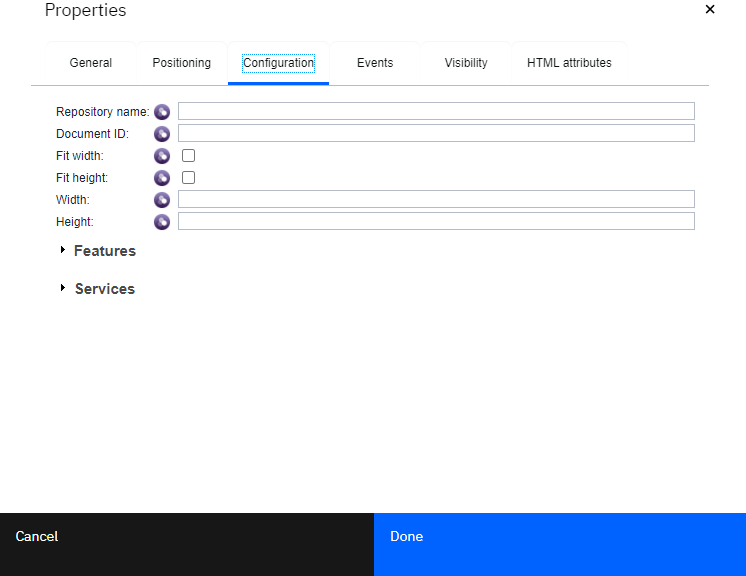 Properties
General Positioning Configuration Events Visibility HTML attributes
Repository name:
Document ID:
Fit width:
Fit height:
Width:
Height:
Features
Services
Cancel Done